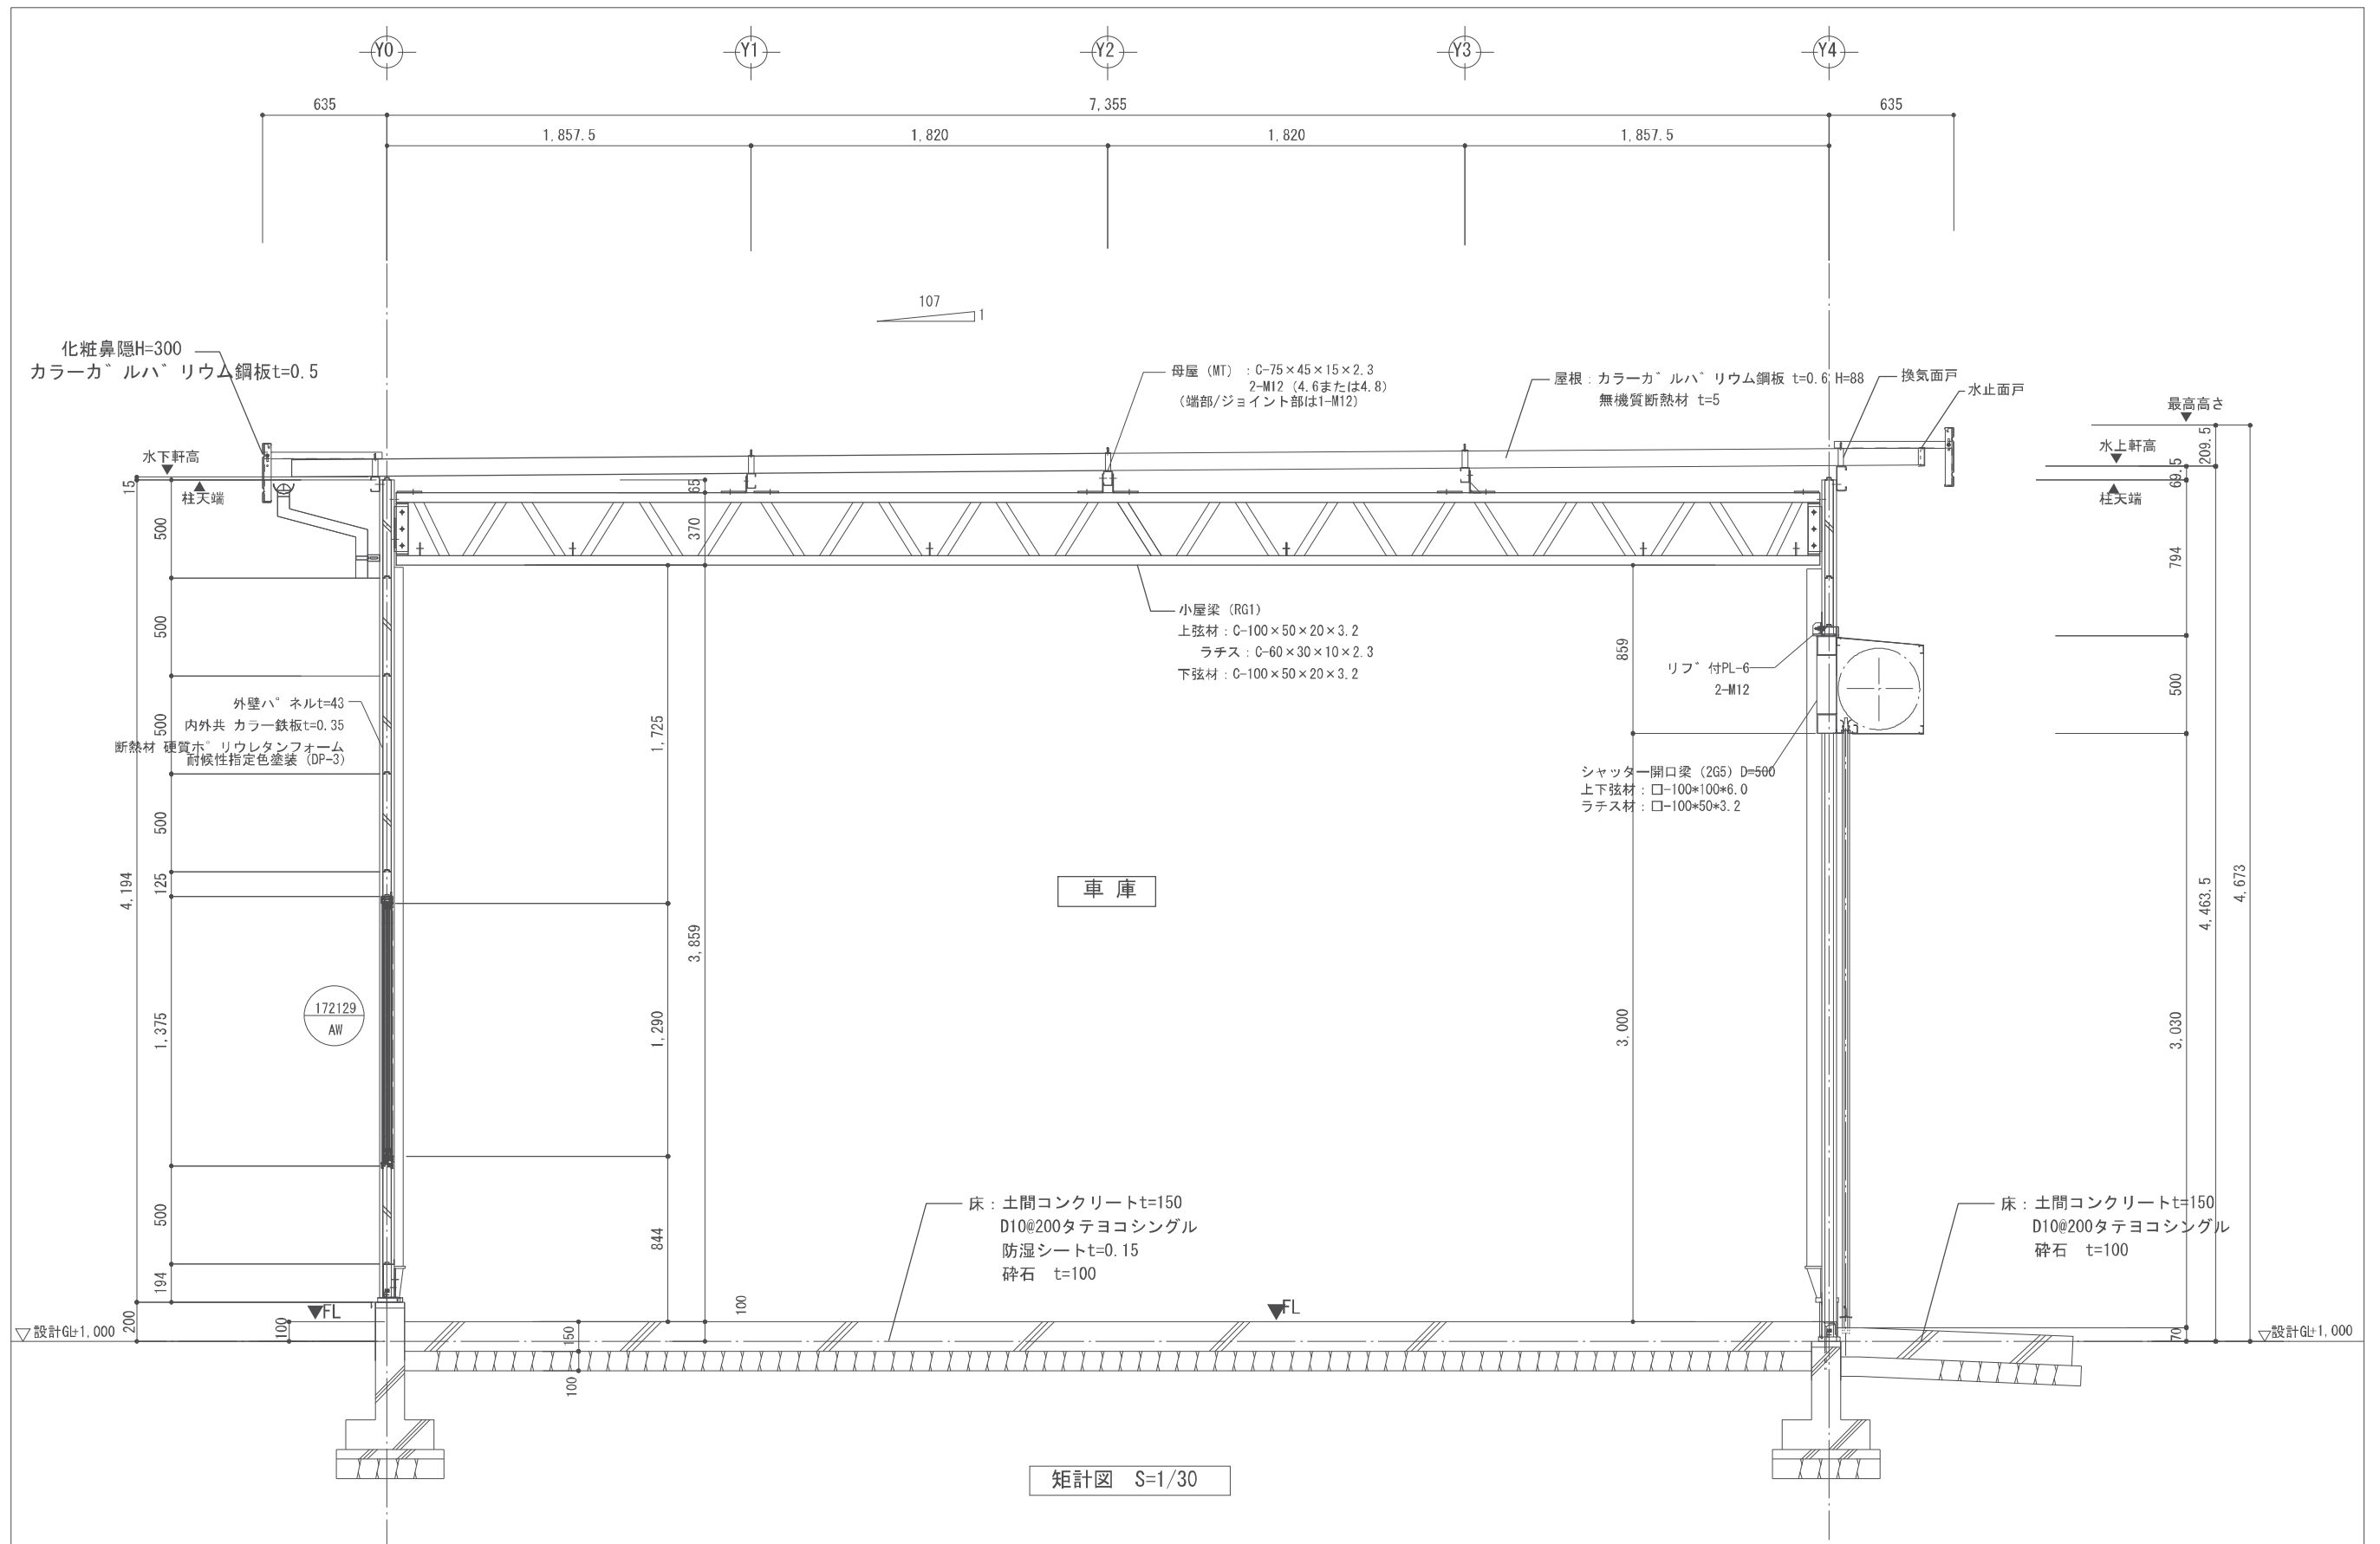 Y0
Y1
Y2
Y3
Y4
635
7,355
635
1,857.5
1,820
1,820
1,857.5
107
1
化粧鼻隠H=300
カラーガルバリウム鋼板t=0.5
母屋（MT）：C-75×45×15×2.3
2-M12（4.6または4.8）
（端部/ジョイント部は1-M12）
屋根：カラーガルバリウム鋼板 t=0.6 H=88
無機質断熱材 t=5
換気面戸
水止面戸
最高高さ
水下軒高
水上軒高
柱天端
柱天端
15
500
500
500
500
125
1,375
500
194
4,194
200
65
370
1,725
3,859
1,290
844
100
859
3,000
209.5
69.5
794
500
3,030
4,463.5
4,673
70
小屋梁（RG1）
上弦材：C-100×50×20×3.2
ラチス：C-60×30×10×2.3
下弦材：C-100×50×20×3.2
リブ付PL-6
2-M12
外壁パネルt=43
内外共 カラー鉄板t=0.35
断熱材 硬質ポリウレタンフォーム
耐候性指定色塗装（DP-3）
シャッター開口梁（2G5）D=500
上下弦材：口-100*100*6.0
ラチス材：口-100*50*3.2
車 庫
172129
AW
床：土間コンクリートt=150
D10@200タテヨコシングル
防湿シートt=0.15
砕石　t=100
床：土間コンクリートt=150
D10@200タテヨコシングル
砕石　t=100
▼FL
▼FL
100
150
100
▽設計GL+1,000
▽設計GL+1,000
矩計図　S=1/30